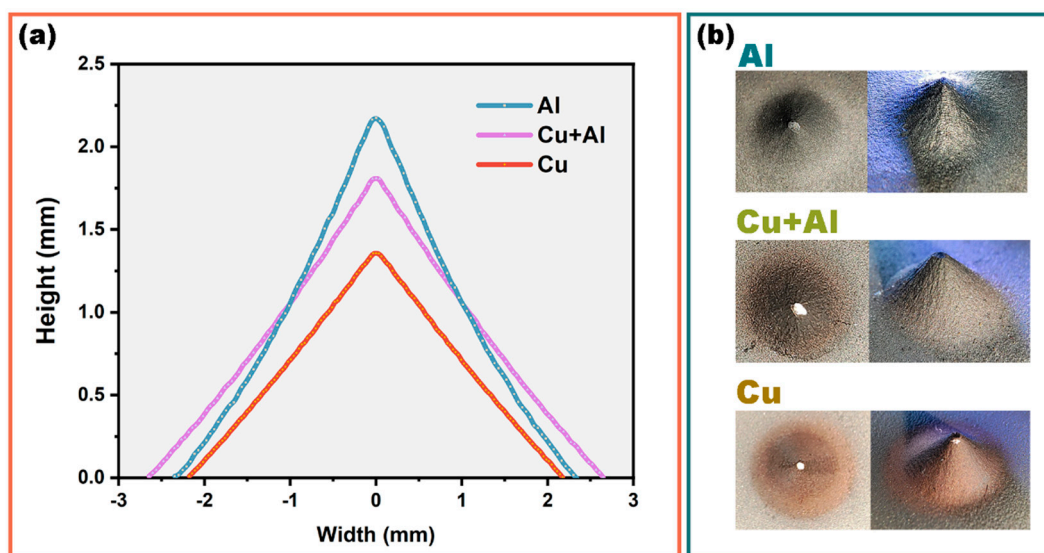 (a)
2.5
2.0
1.5
1.0
0.5
0.0
-3
-2
-1
0
1
2
3
Height (mm)
Width (mm)
Al
Cu+Al
Cu
(b)
Al
Cu+Al
Cu